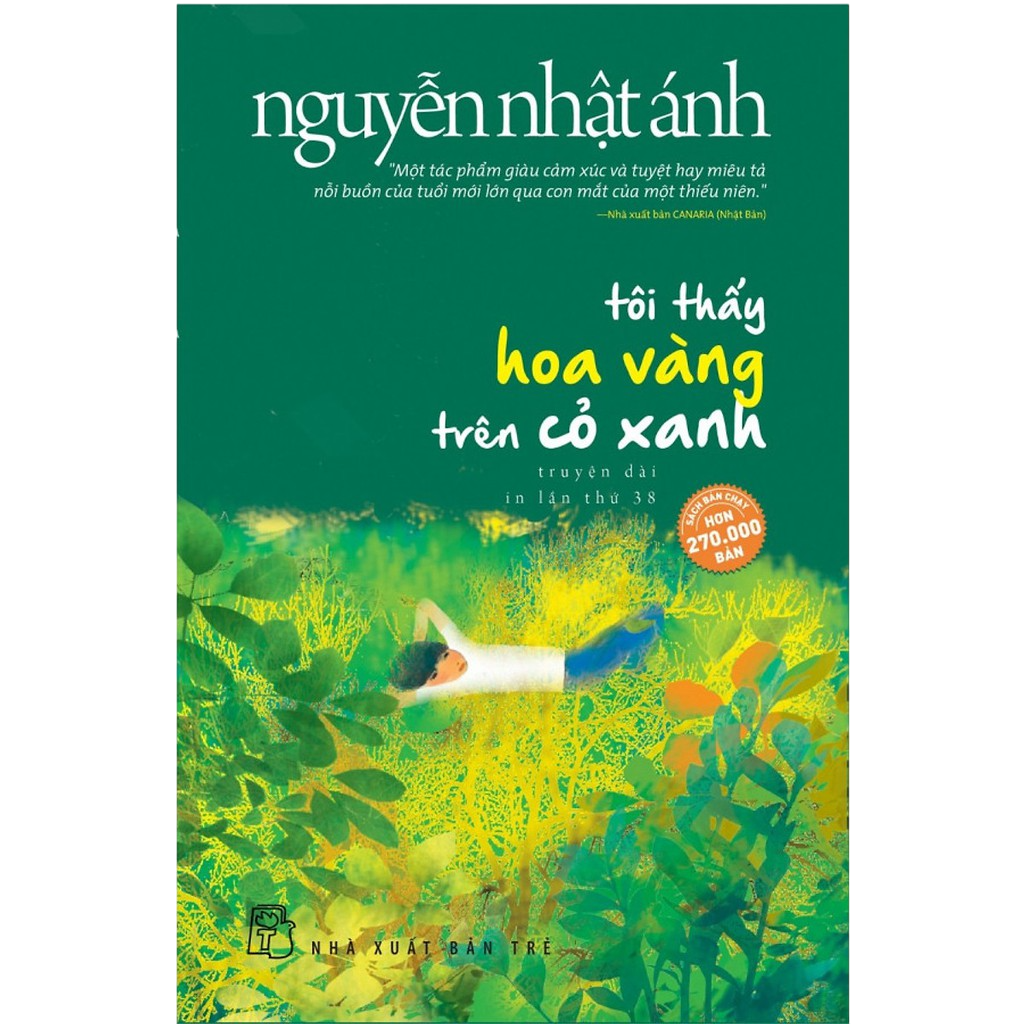 nguyễn nhật ánh
"Một tác phẩm giàu cảm xúc và tuyệt hay miêu tả
nỗi buồn của tuổi mới lớn qua con mắt của một thiếu niên."
—Nhà xuất bản CANARIA (Nhật Bản)
tôi thấy
hoa vàng
trên cỏ xanh
truyện dài
in lần thứ 38
SÁCH BÁN CHẠY
HƠN
270.000
BẢN
T
NHÀ XUẤT BẢN TRẺ